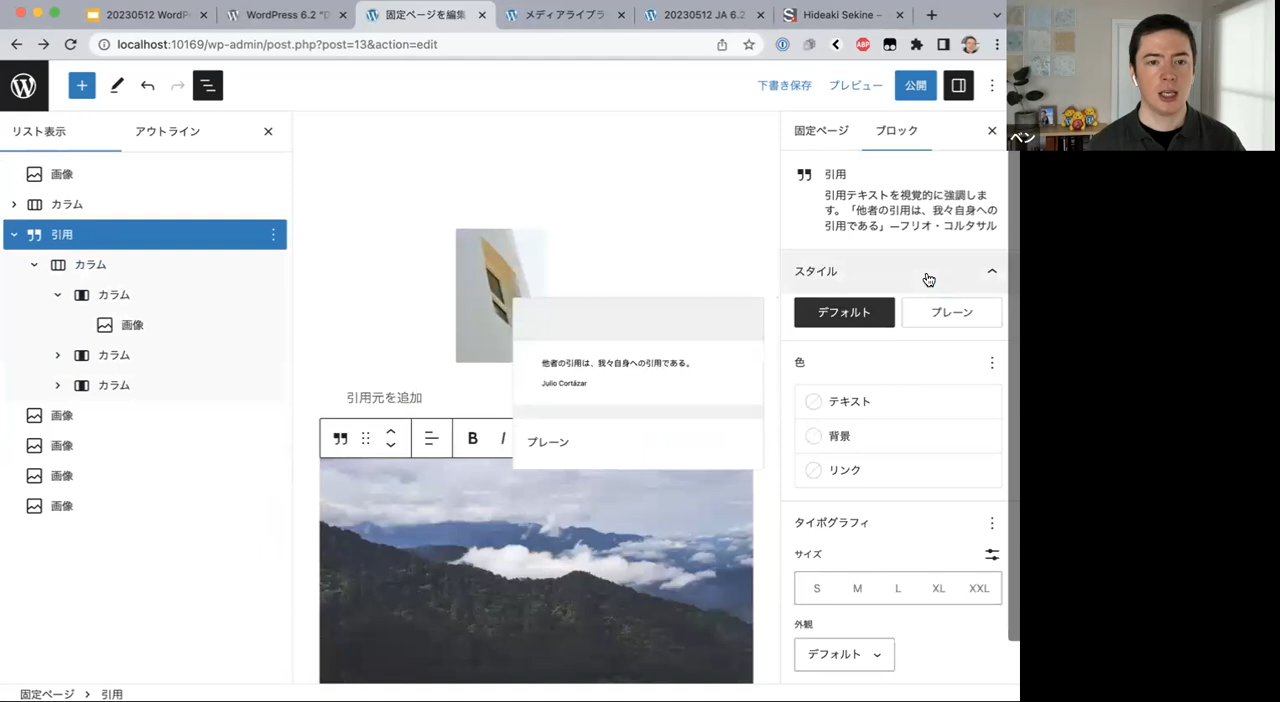 20230512 WordP
WordPress 6.2 "D
固定ページを編集
メディアライブラ
20230512 JA 6.2
Hideaki Sekine –
localhost:10169/wp-admin/post.php?post=13&action=edit
ABP
下書き保存
プレビュー
公開
ベン
リスト表示
アウトライン
固定ページ
ブロック
画像
カラム
引用
カラム
カラム
画像
カラム
カラム
画像
画像
画像
画像
引用
引用テキストを視覚的に強調しま
す。「他者の引用は、我々自身への
引用である」—フリオ・コルタサル
スタイル
デフォルト
プレーン
他者の引用は、我々自身への引用である。
Julio Cortázar
プレーン
引用元を追加
B
I
色
テキスト
背景
リンク
タイポグラフィ
サイズ
S
M
L
XL
XXL
外観
デフォルト
固定ページ > 引用